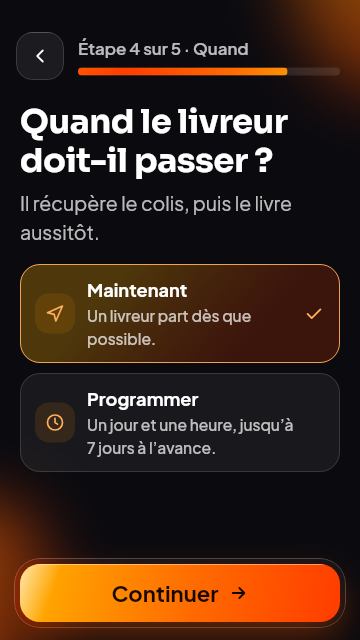 Étape 4 sur 5 · Quand
Quand le livreur
doit-il passer ?
Il récupère le colis, puis le livre
aussitôt.
Maintenant
Un livreur part dès que
possible.
Programmer
Un jour et une heure, jusqu’à
7 jours à l’avance.
Continuer →